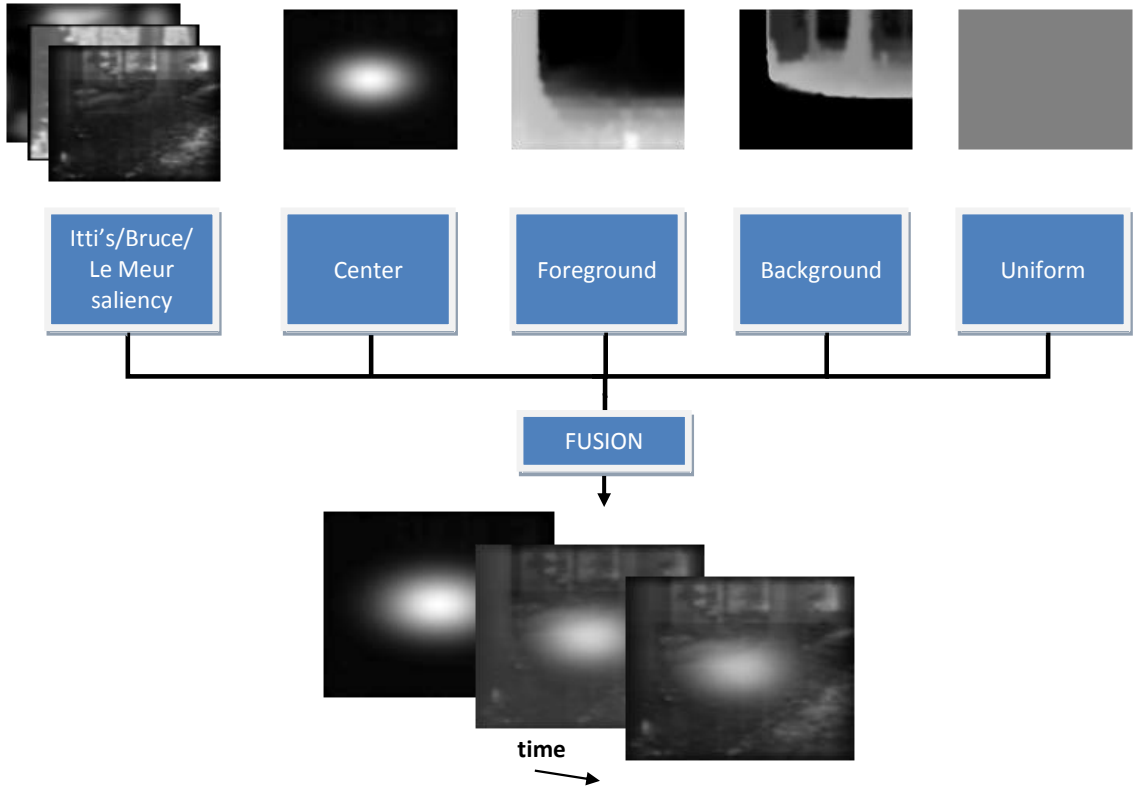 Itti's/Bruce/
Le Meur
saliency
Center
Foreground
Background
Uniform
FUSION
time